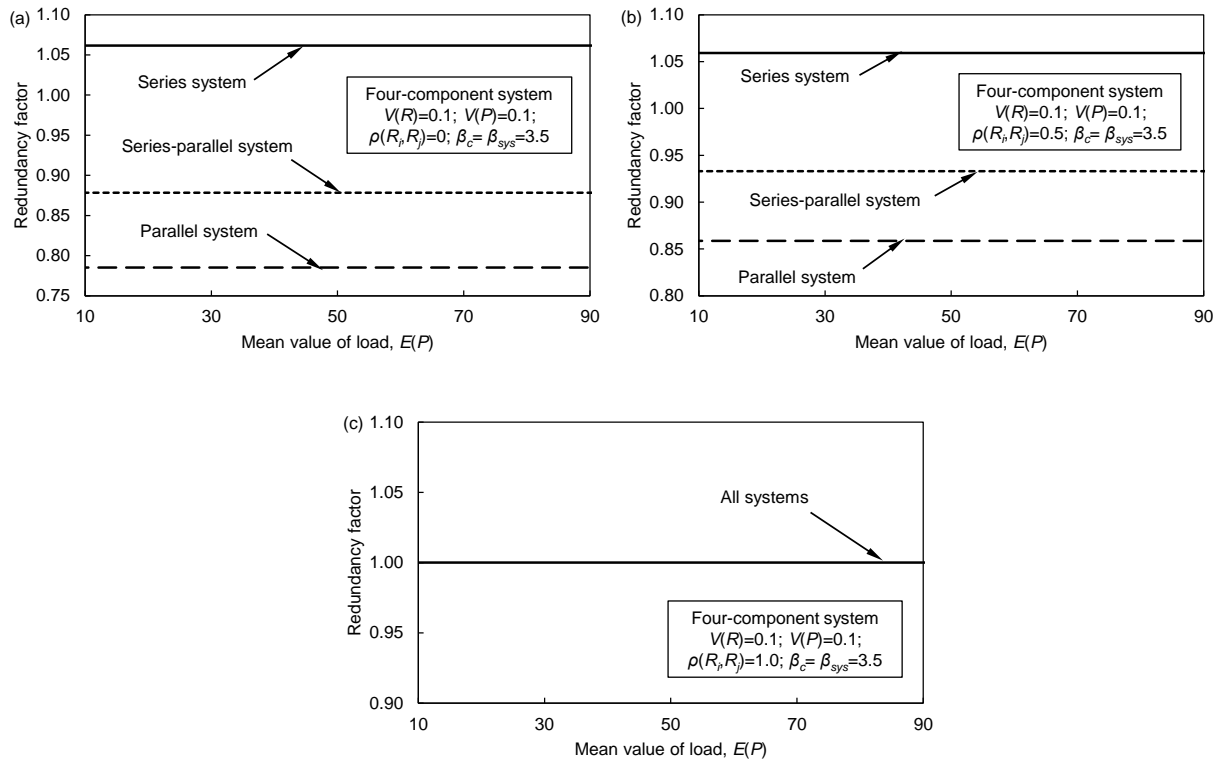 (a)
1.10
1.05
1.00
0.95
0.90
0.85
0.80
0.75
Redundancy factor
Series system
Four-component system
V(R)=0.1; V(P)=0.1;
ρ(Ri,Rj)=0; βc= βsys=3.5
Series-parallel system
Parallel system
10 30 50 70 90
Mean value of load, E(P)
(b)
1.10
1.05
1.00
0.95
0.90
0.85
0.80
Redundancy factor
Series system
Four-component system
V(R)=0.1; V(P)=0.1;
ρ(Ri,Rj)=0.5; βc= βsys=3.5
Series-parallel system
Parallel system
10 30 50 70 90
Mean value of load, E(P)
(c)
1.10
1.05
1.00
0.95
0.90
Redundancy factor
All systems
Four-component system
V(R)=0.1; V(P)=0.1;
ρ(Ri,Rj)=1.0; βc= βsys=3.5
10 30 50 70 90
Mean value of load, E(P)